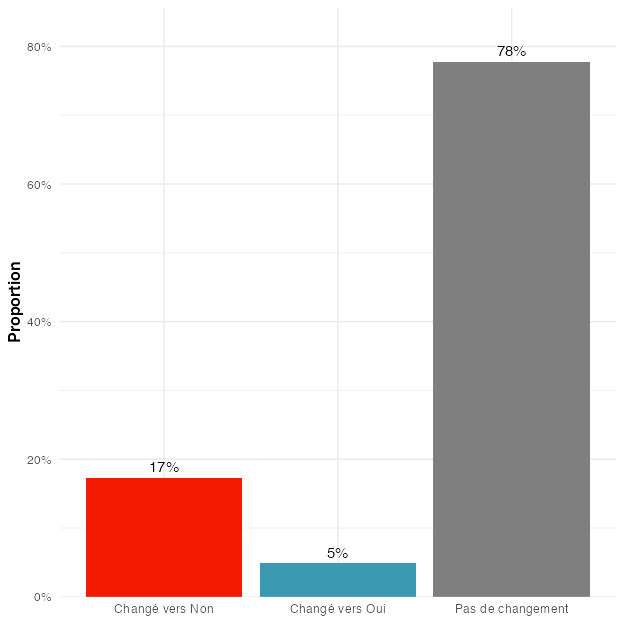 80%
60%
40%
20%
0%
Proportion
17%
5%
78%
Changé vers Non
Changé vers Oui
Pas de changement